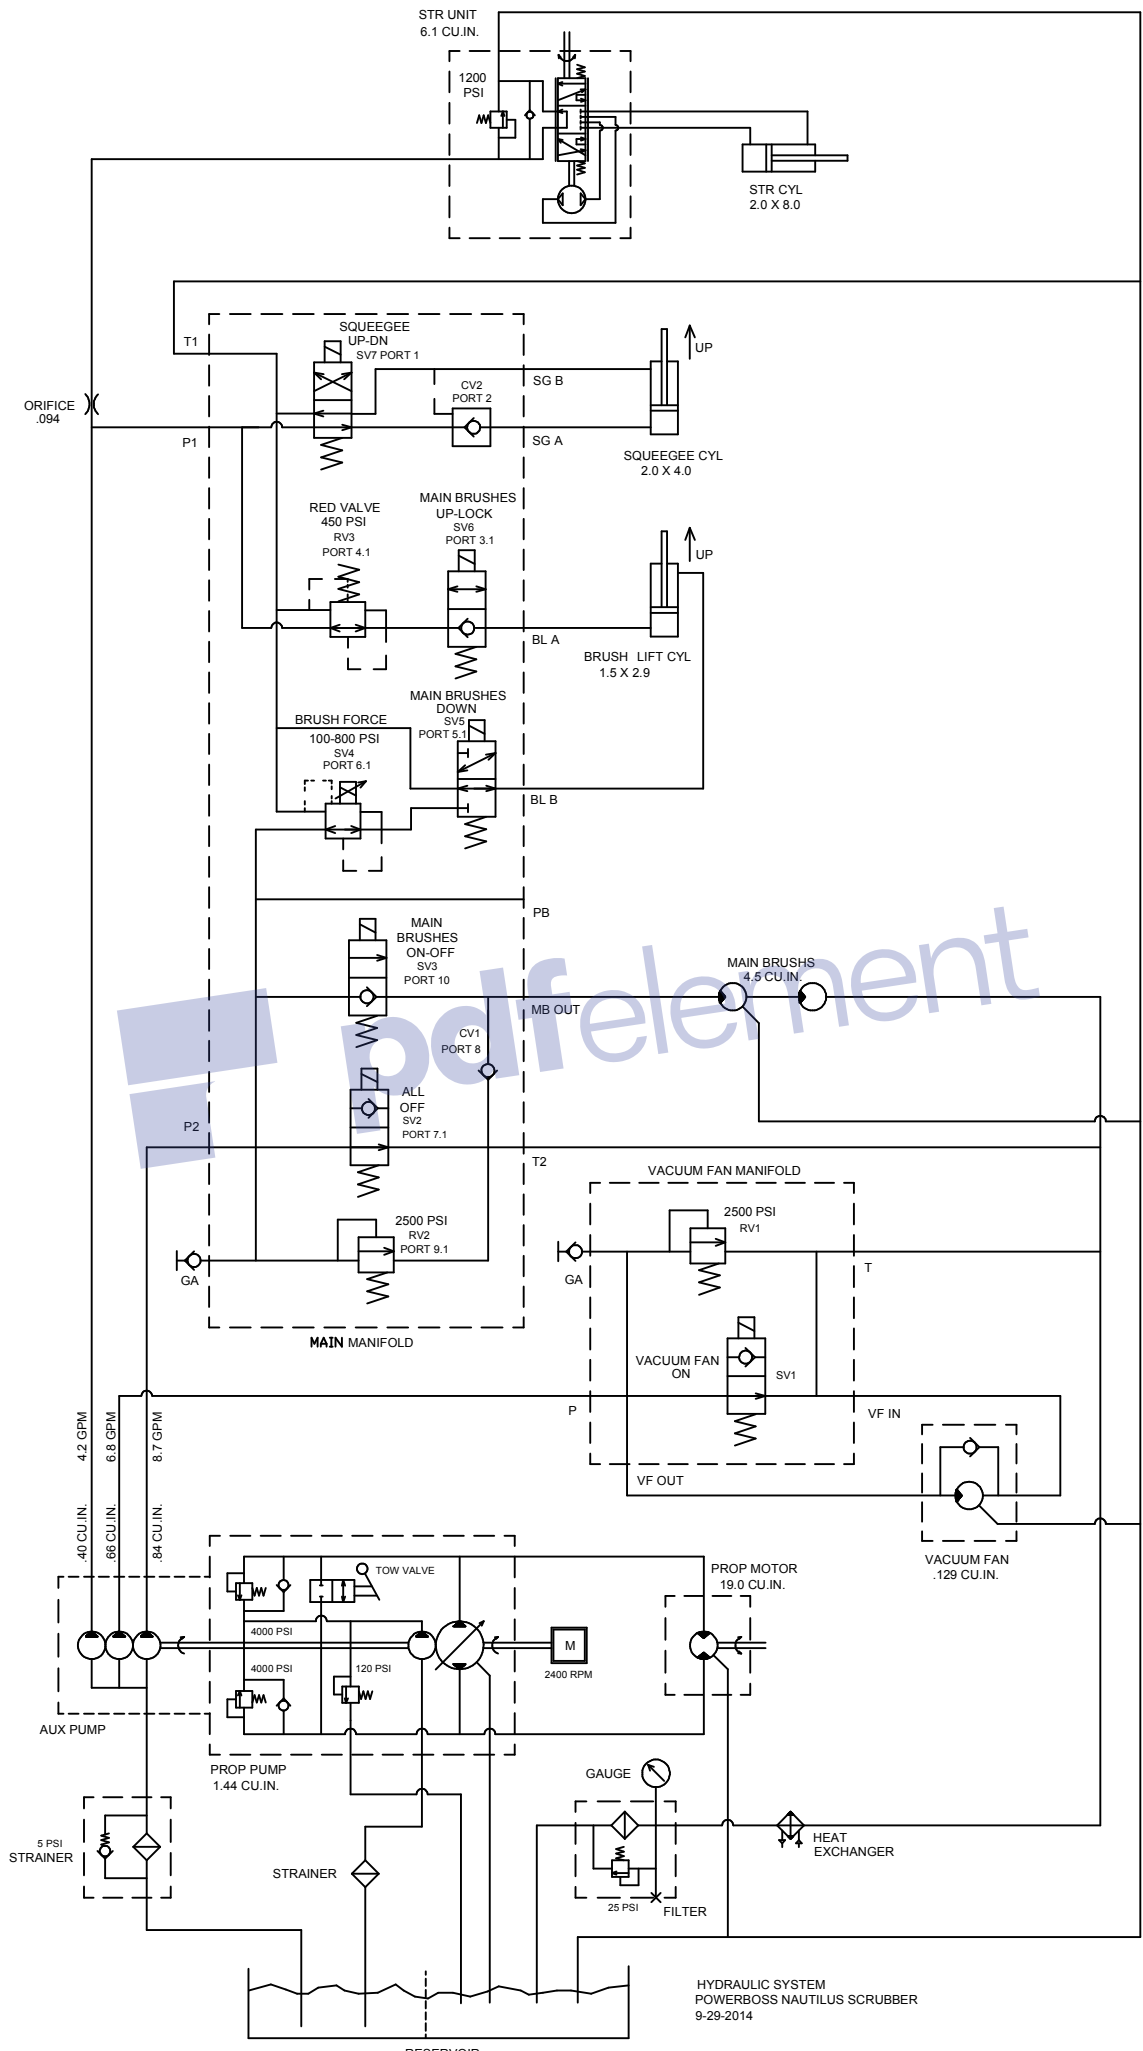 STR UNIT
6.1 CU.IN.
1200
PSI
STR CYL
2.0 X 8.0
T1
SQUEEGEE
UP-DN
SV7 PORT 1
UP
SG B
CV2
PORT 2
ORIFICE
.094
P1
SG A
SQUEEGEE CYL
2.0 X 4.0
RED VALVE
450 PSI
RV3
PORT 4.1
MAIN BRUSHES
UP-LOCK
SV6
PORT 3.1
UP
BL A
BRUSH LIFT CYL
1.5 X 2.9
MAIN BRUSHES
DOWN
SV5
PORT 5.1
BRUSH FORCE
100-800 PSI
SV4
PORT 6.1
BL B
PB
MAIN
BRUSHES
ON-OFF
SV3
PORT 10
MAIN BRUSHS
4.5 CU.IN.
pdfelement
MB OUT
CV1
PORT 8
ALL
OFF
SV2
PORT 7.1
P2
T2
VACUUM FAN MANIFOLD
2500 PSI
RV2
PORT 9.1
GA
2500 PSI
RV1
GA
T
MAIN MANIFOLD
VACUUM FAN
ON
SV1
P
VF IN
4.2 GPM
6.8 GPM
8.7 GPM
VF OUT
.40 CU.IN.
.66 CU.IN.
.84 CU.IN.
VACUUM FAN
.129 CU.IN.
TOW VALVE
PROP MOTOR
19.0 CU.IN.
4000 PSI
4000 PSI
120 PSI
M
2400 RPM
AUX PUMP
PROP PUMP
1.44 CU.IN.
GAUGE
5 PSI
STRAINER
STRAINER
HEAT
EXCHANGER
25 PSI
FILTER
HYDRAULIC SYSTEM
POWERBOSS NAUTILUS SCRUBBER
9-29-2014